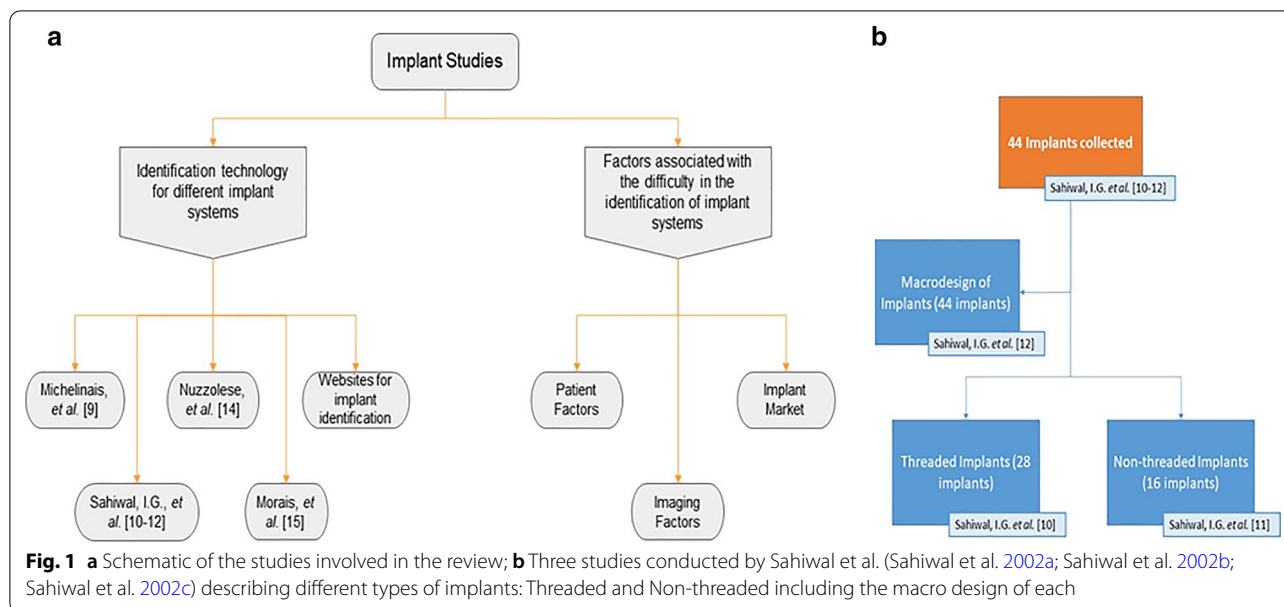 a
Implant Studies
Identification technology
for different implant
systems
Factors associated with
the difficulty in the
identification of implant
systems
Michelinais,
et al. [9]
Nuzzolese,
et al. [14]
Websites for
implant
identification
Sahiwal, I.G., et
al. [10-12]
Morais, et
al. [15]
Patient
Factors
Implant
Market
Imaging
Factors
b
44 Implants collected
Sahiwal, I.G. et al. [10-12]
Macrodesign of
Implants (44 implants)
Sahiwal, I.G. et al. [12]
Threaded Implants (28
implants)
Sahiwal, I.G. et al. [10]
Non-threaded Implants
(16 implants)
Sahiwal, I.G. et al. [11]
Fig. 1 a Schematic of the studies involved in the review; b Three studies conducted by Sahiwal et al. (Sahiwal et al. 2002a; Sahiwal et al. 2002b;
Sahiwal et al. 2002c) describing different types of implants: Threaded and Non-threaded including the macro design of each